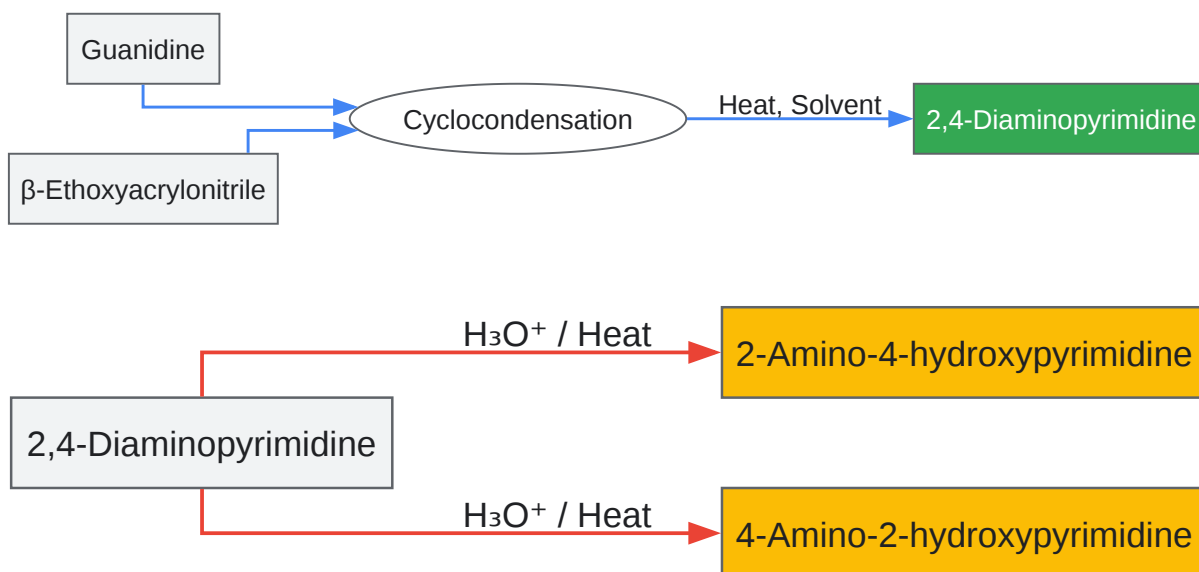 Guanidine
β-Ethoxyacrylonitrile
Cyclocondensation
Heat, Solvent
2,4-Diaminopyrimidine
2,4-Diaminopyrimidine
H₃O⁺ / Heat
2-Amino-4-hydroxypyrimidine
H₃O⁺ / Heat
4-Amino-2-hydroxypyrimidine